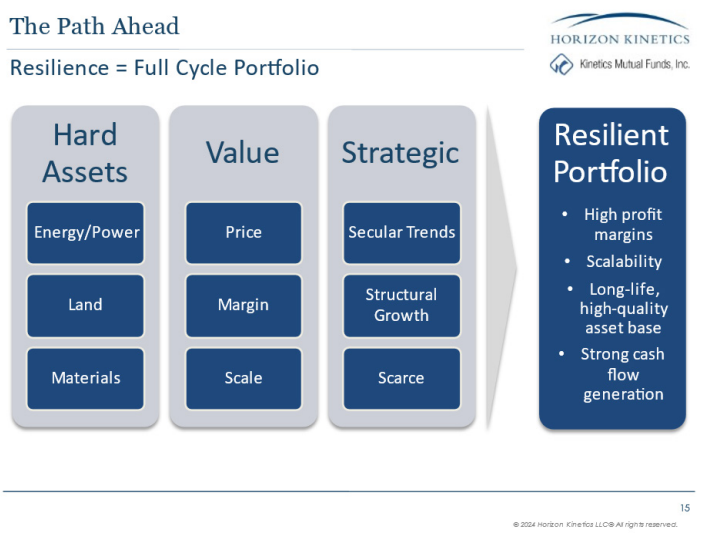 The Path Ahead
HORIZON KINETICS
Resilience = Full Cycle Portfolio
Kinetics Mutual Funds, Inc.
Hard
Assets
Energy/Power
Land
Materials
Value
Price
Margin
Scale
Strategic
Secular Trends
Structural
Growth
Scarce
Resilient
Portfolio
• High profit
margins
• Scalability
• Long-life,
high-quality
asset base
• Strong cash
flow
generation
15
© 2024 Horizon Kinetics LLC® All rights reserved.